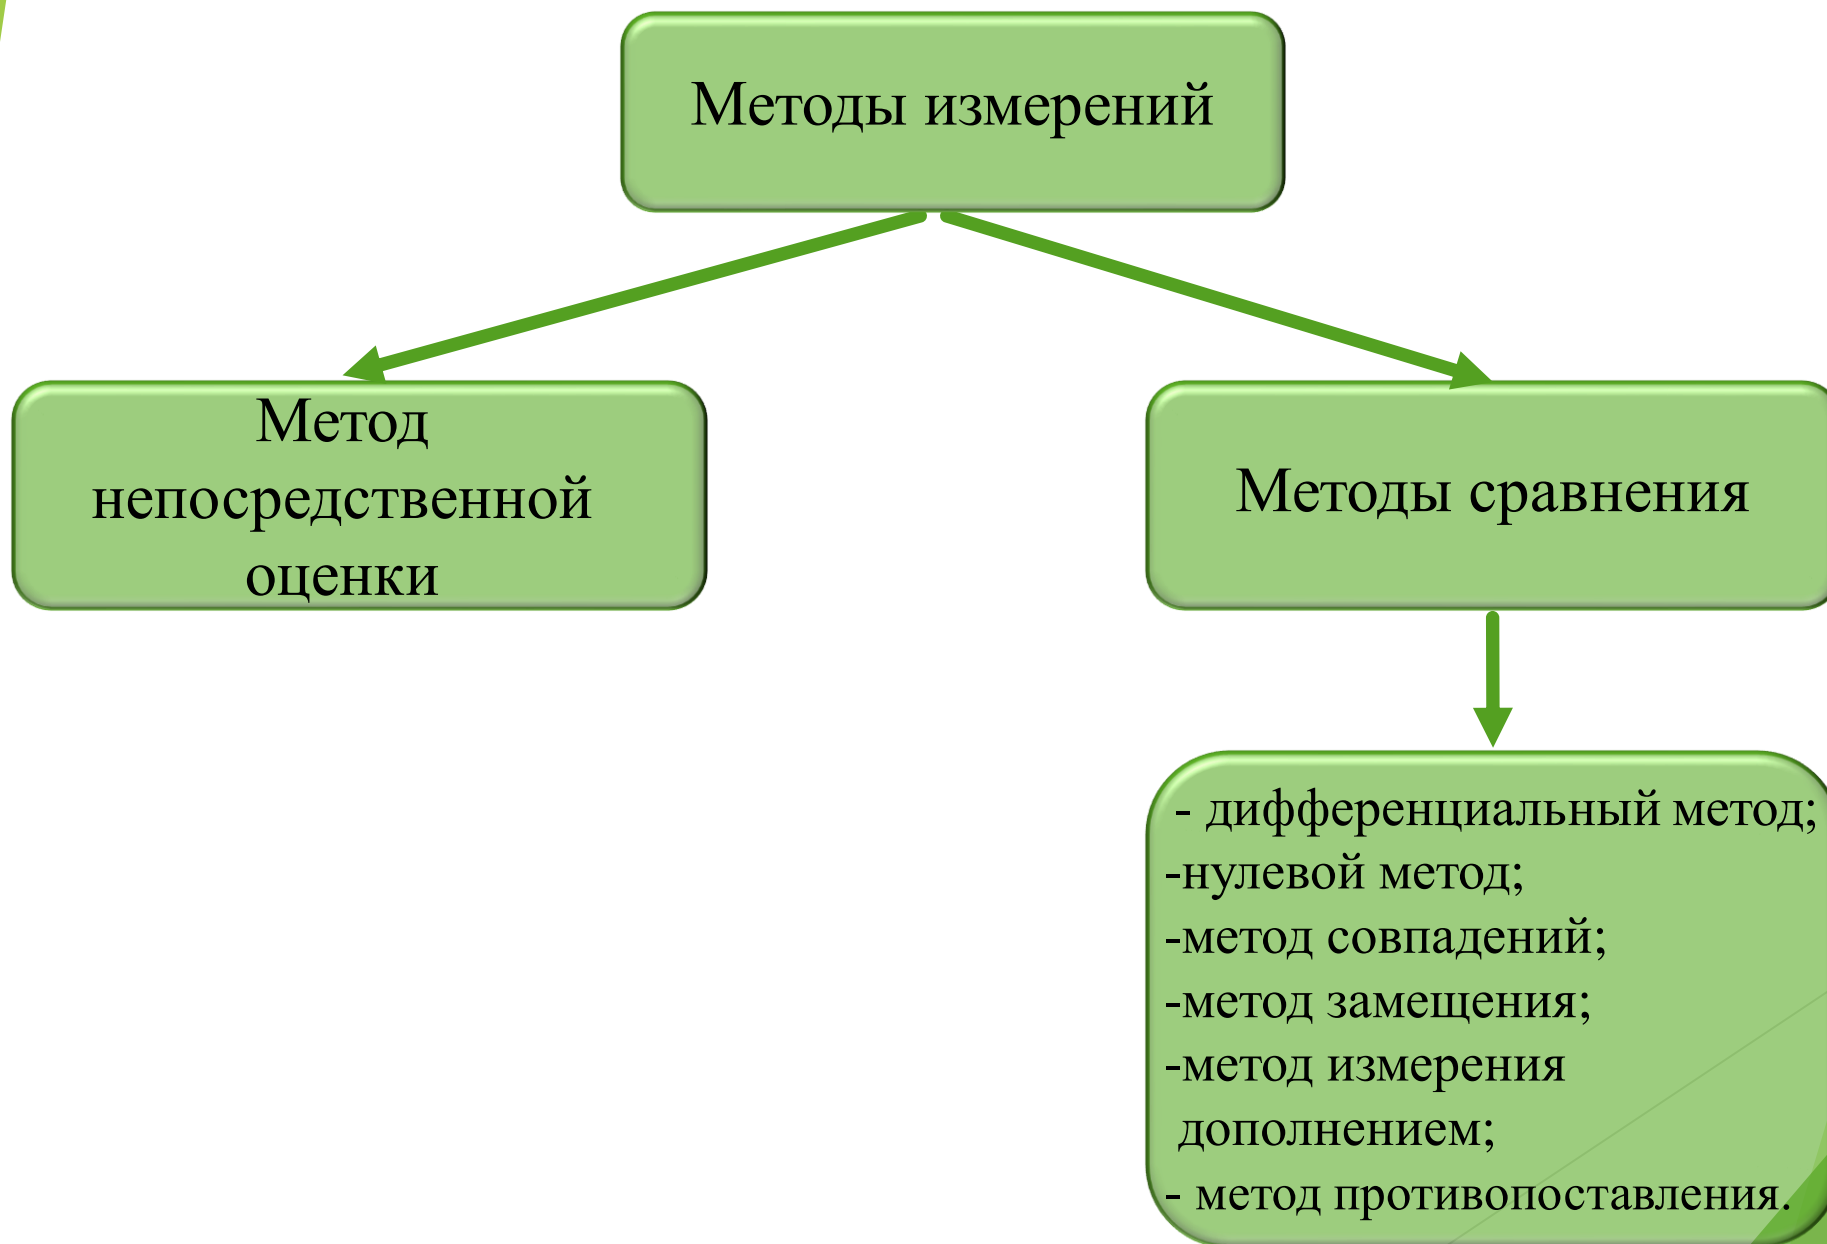 Методы измерений
Метод
непосредственной
оценки
Методы сравнения
- дифференциальный метод;
-нулевой метод;
-метод совпадений;
-метод замещения;
-метод измерения
дополнением;
- метод противопоставления.